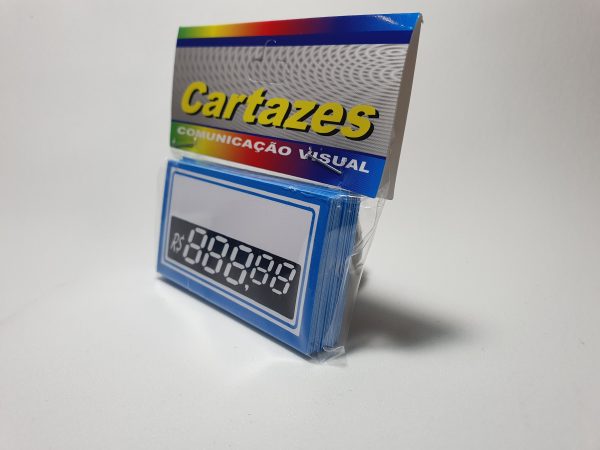 Cartazes
COMUNICAÇÃO VISUAL
R$ 888,88